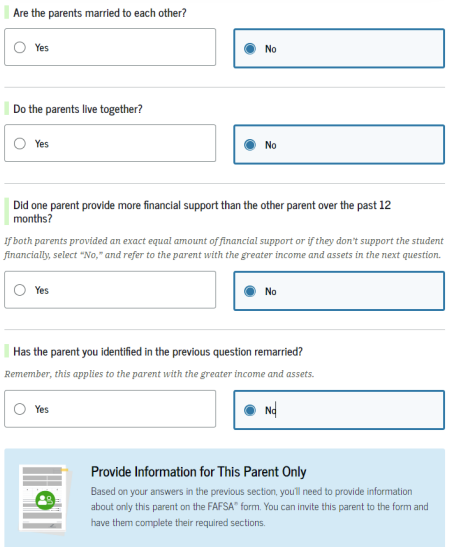 Are the parents married to each other?
Yes
No
Do the parents live together?
Yes
No
Did one parent provide more financial support than the other parent over the past 12
months?
If both parents provided an exact equal amount of financial support or if they don't support the student
financially, select "No," and refer to the parent with the greater income and assets in the next question.
Yes
No
Has the parent you identified in the previous question remarried?
Remember, this applies to the parent with the greater income and assets.
Yes
No
Provide Information for This Parent Only
Based on your answers in the previous section, you'll need to provide information
about only this parent on the FAFSA® form. You can invite this parent to the form and
have them complete their required sections.